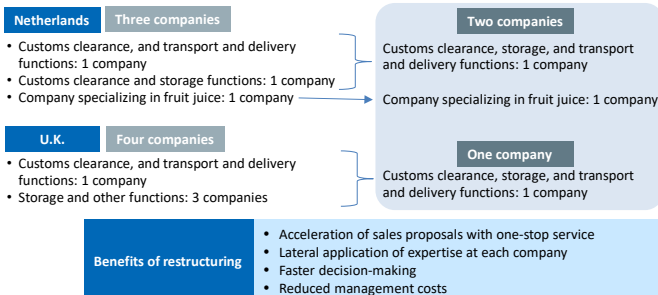 Netherlands
Three companies
Two companies
• Customs clearance, and transport and delivery
functions: 1 company
• Customs clearance and storage functions: 1 company
• Company specializing in fruit juice: 1 company
Customs clearance, storage, and transport
and delivery functions: 1 company
Company specializing in fruit juice: 1 company
U.K.
Four companies
One company
• Customs clearance, and transport and delivery
functions: 1 company
• Storage and other functions: 3 companies
Customs clearance, storage, and transport
and delivery functions: 1 company
Benefits of restructuring
• Acceleration of sales proposals with one-stop service
• Lateral application of expertise at each company
• Faster decision-making
• Reduced management costs